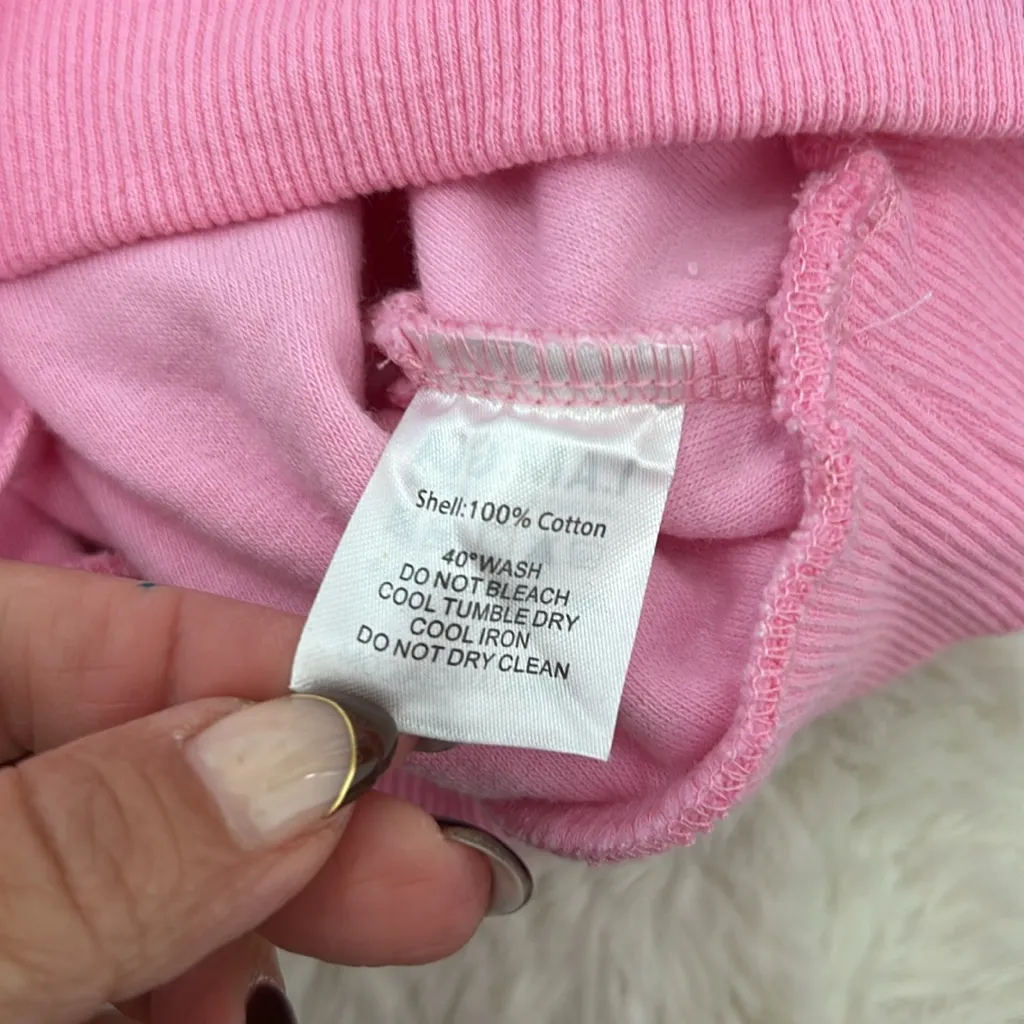 Shell:100% Cotton
40°WASH
DO NOT BLEACH
COOL TUMBLE DRY
COOL IRON
DO NOT DRY CLEAN